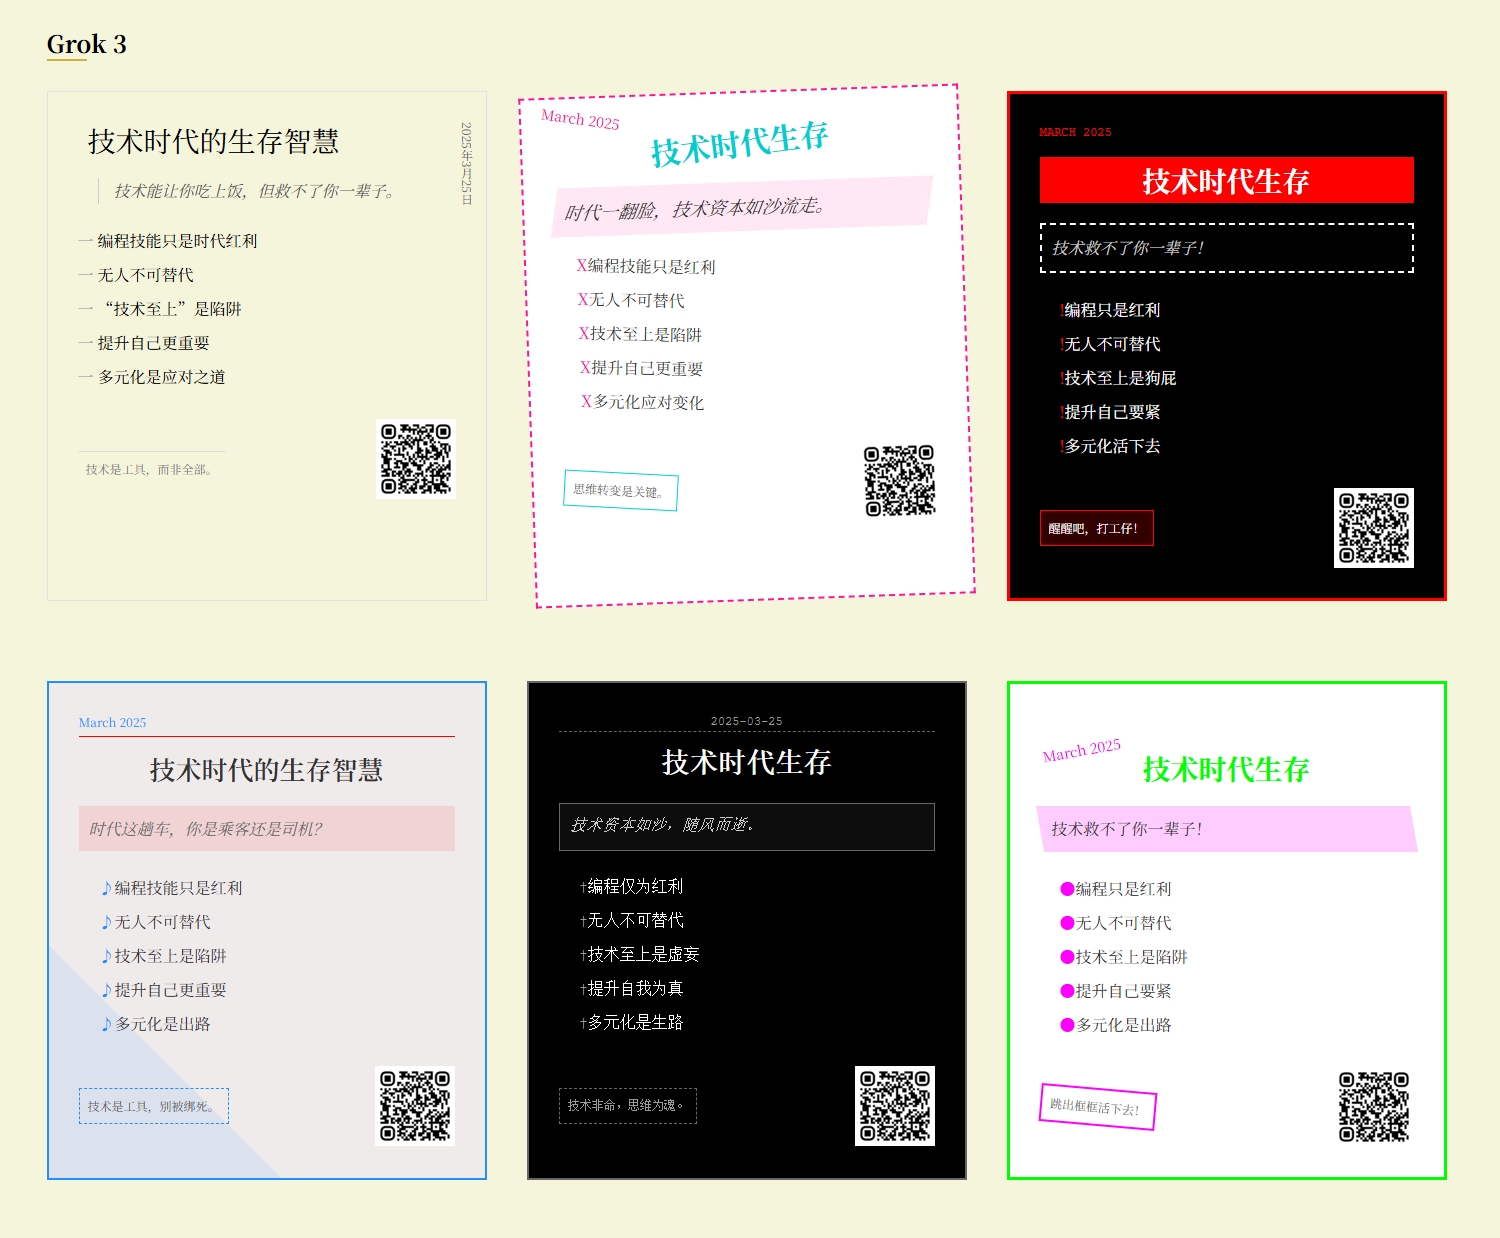 Grok 3
技术时代的生存智慧
2025年3月25日
技术能让你吃上饭，但救不了你一辈子。
— 编程技能只是时代红利
— 无人不可替代
— “技术至上”是陷阱
— 提升自己更重要
— 多元化是应对之道
技术是工具，而非全部。
March 2025
技术时代生存
时代一翻脸，技术资本如沙流走。
X编程技能只是红利
X无人不可替代
X技术至上是陷阱
X提升自己更重要
X多元化应对变化
思维转变是关键。
MARCH 2025
技术时代生存
技术救不了你一辈子！
!编程只是红利
!无人不可替代
!技术至上是狗屁
!提升自己要紧
!多元化活下去
醒醒吧，打工仔！
March 2025
技术时代的生存智慧
时代这趟车，你是乘客还是司机？
♪编程技能只是红利
♪无人不可替代
♪技术至上是陷阱
♪提升自己更重要
♪多元化是出路
技术是工具，别被绑死。
2025-03-25
技术时代生存
技术资本如沙，随风而逝。
†编程仅为红利
†无人不可替代
†技术至上是虚妄
†提升自我为真
†多元化是生路
技术非命，思维为魂。
March 2025
技术时代生存
技术救不了你一辈子！
●编程只是红利
●无人不可替代
●技术至上是陷阱
●提升自己要紧
●多元化是出路
跳出框框活下去！